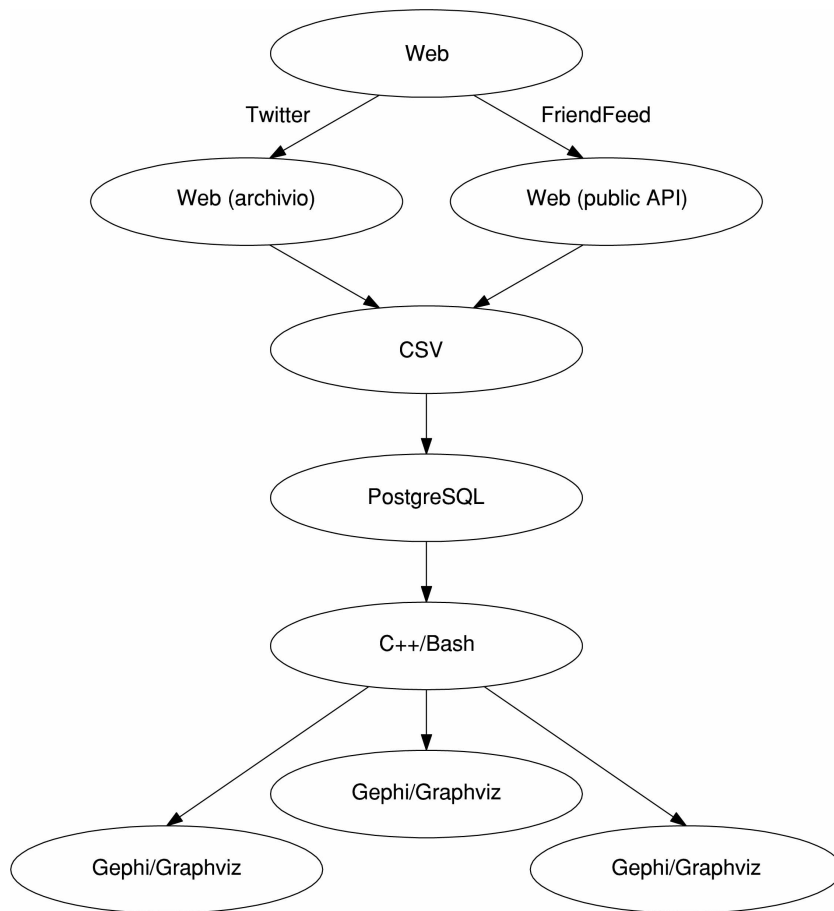 Web
Twitter
FriendFeed
Web (archivio)
Web (public API)
CSV
PostgreSQL
C++/Bash
Gephi/Graphviz
Gephi/Graphviz
Gephi/Graphviz